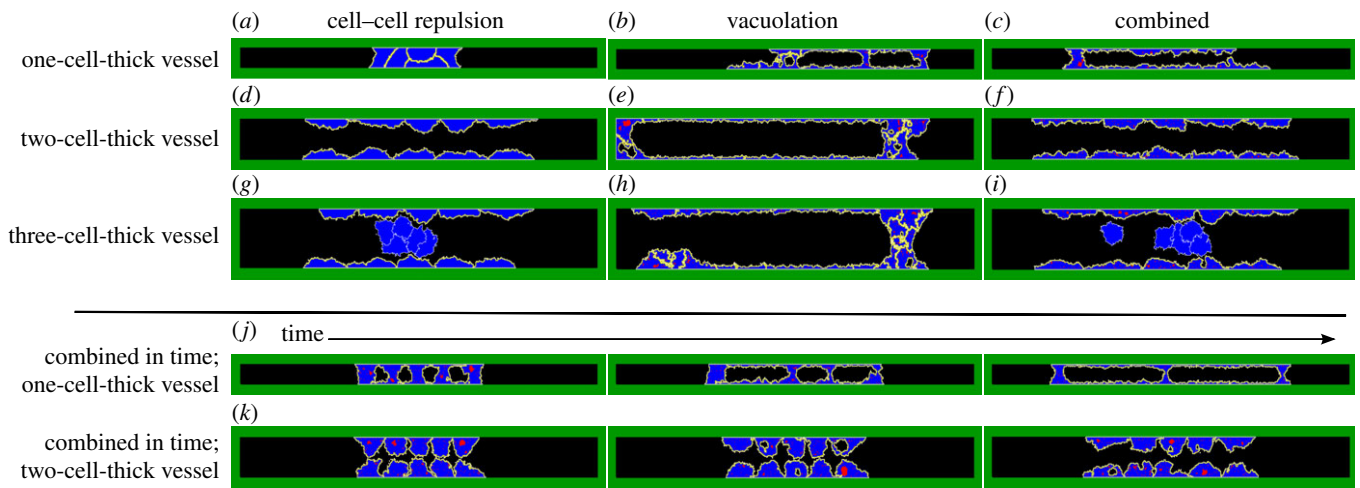 (a) cell–cell repulsion (b) vacuolation (c) combined
one-cell-thick vessel
(d) (e) (f)
two-cell-thick vessel
(g) (h) (i)
three-cell-thick vessel
(j) time
combined in time;
one-cell-thick vessel
(k)
combined in time;
two-cell-thick vessel